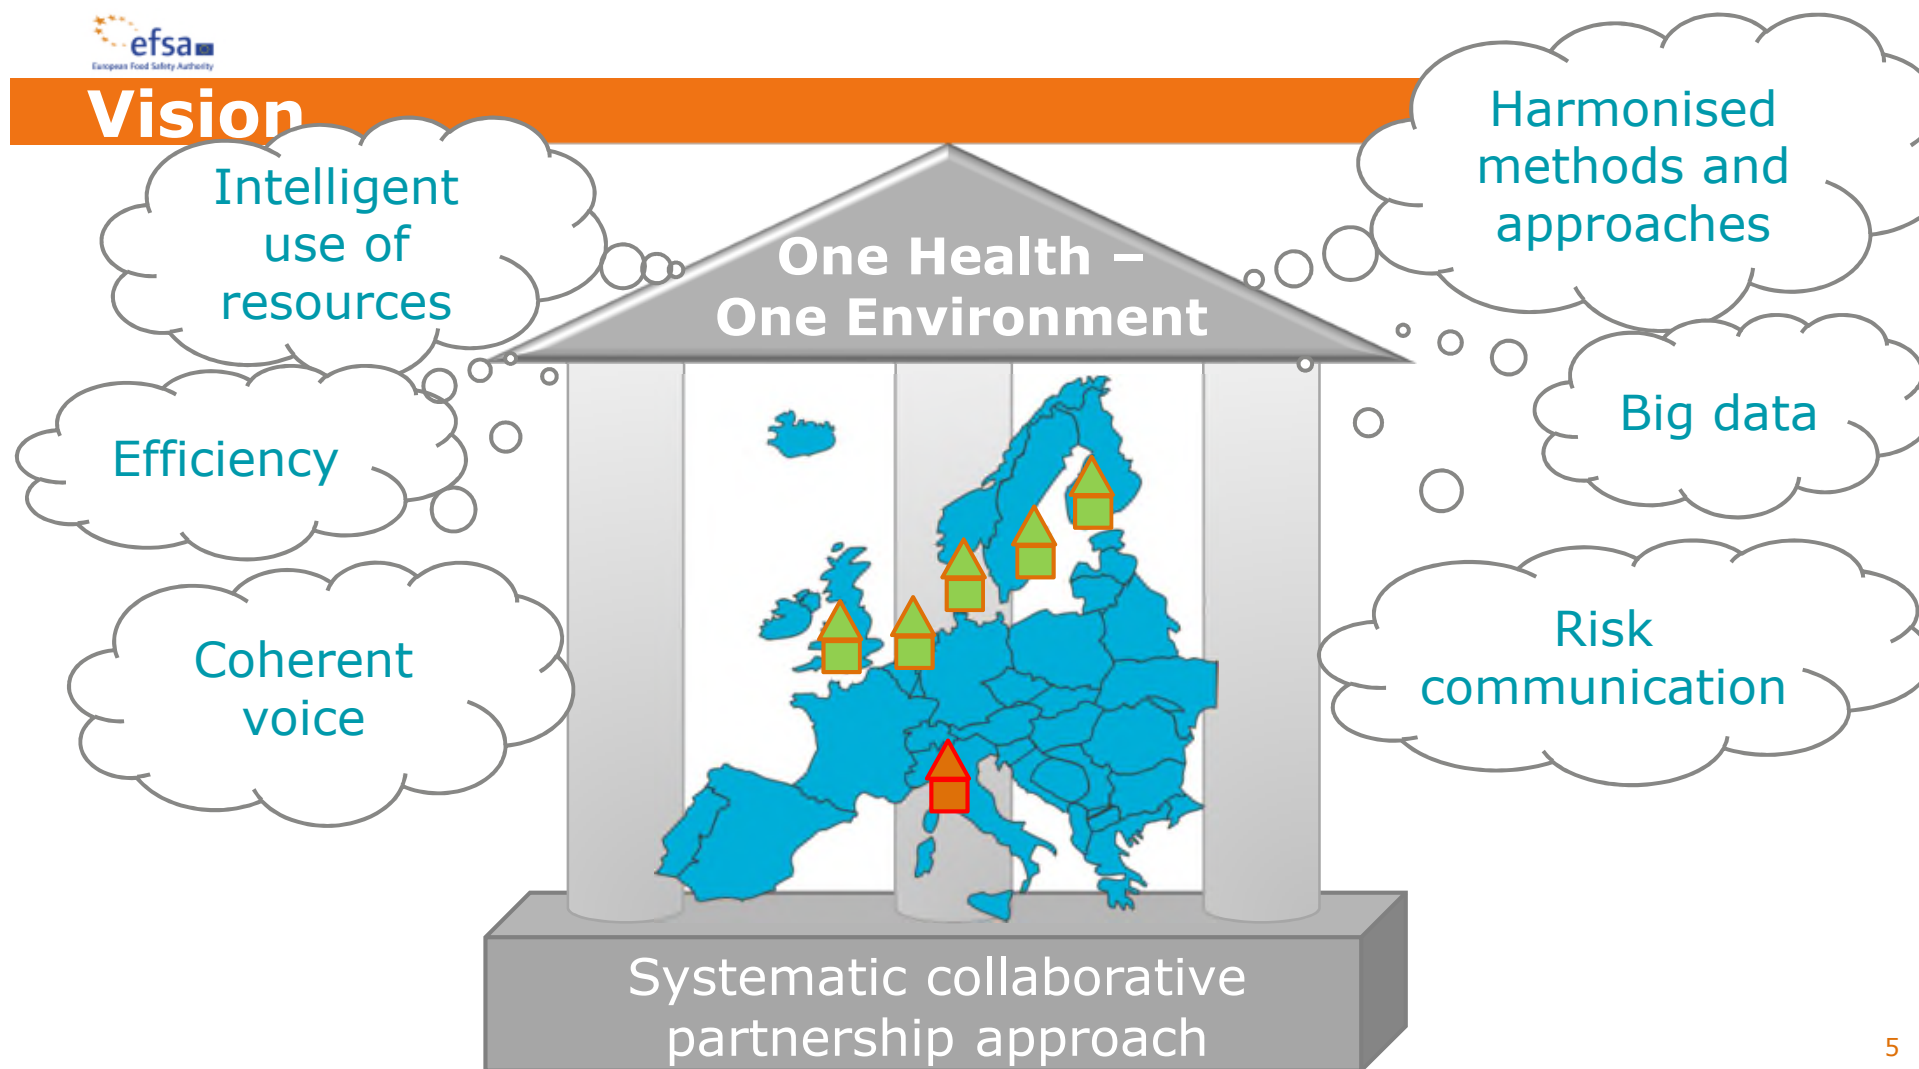 efsa
European Food Safety Authority
Vision
Intelligent
use of
resources
Efficiency
Coherent
voice
One Health –
One Environment
Harmonised
methods and
approaches
Big data
Risk
communication
Systematic collaborative
partnership approach
5